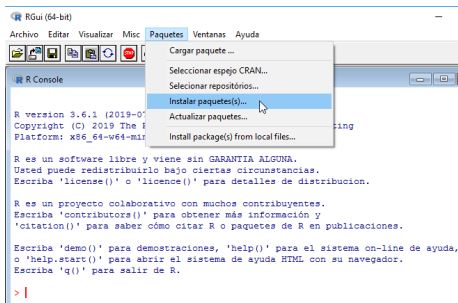 RGui (64-bit)
Archivo Editar Visualizar Misc Paquetes Ventanas Ayuda
Cargar paquete ...
Seleccionar espejo CRAN...
Selecionar repositórios...
Instalar paquetes(s)...
Actualizar paquetes...
Install package(s) from local files...
R Console
R version 3.6.1 (2019-07
Copyright (C) 2019 The ting
Platform: x86_64-w64-min
R es un software libre y viene sin GARANTIA ALGUNA.
Usted puede redistribuirlo bajo ciertas circunstancias.
Escriba 'license()' o 'licence()' para detalles de distribucion.
R es un proyecto colaborativo con muchos contribuyentes.
Escriba 'contributors()' para obtener más información y
'citation()' para saber cómo citar R o paquetes de R en publicaciones.
Escriba 'demo()' para demostraciones, 'help()' para el sistema on-line de ayuda,
o 'help.start()' para abrir el sistema de ayuda HTML con su navegador.
Escriba 'q()' para salir de R.
>